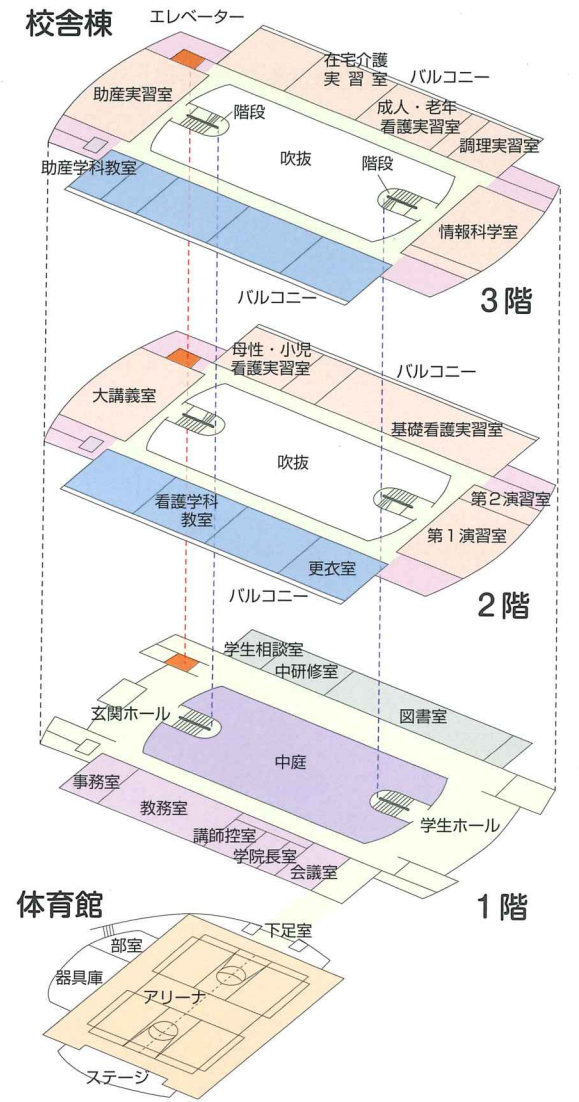 校舎棟
エレベーター
在宅介護
実習室
バルコニー
助産実習室
成人・老年
看護実習室
階段
調理実習室
吹抜
階段
助産学科教室
情報科学室
バルコニー
3階
母性・小児
看護実習室
バルコニー
大講義室
基礎看護実習室
吹抜
第2演習室
看護学科
教室
第1演習室
更衣室
バルコニー
2階
学生相談室
中研修室
玄関ホール
図書室
中庭
事務室
教務室
学生ホール
講師控室
学院長室
会議室
体育館
1階
下足室
部室
器具庫
アリーナ
ステージ